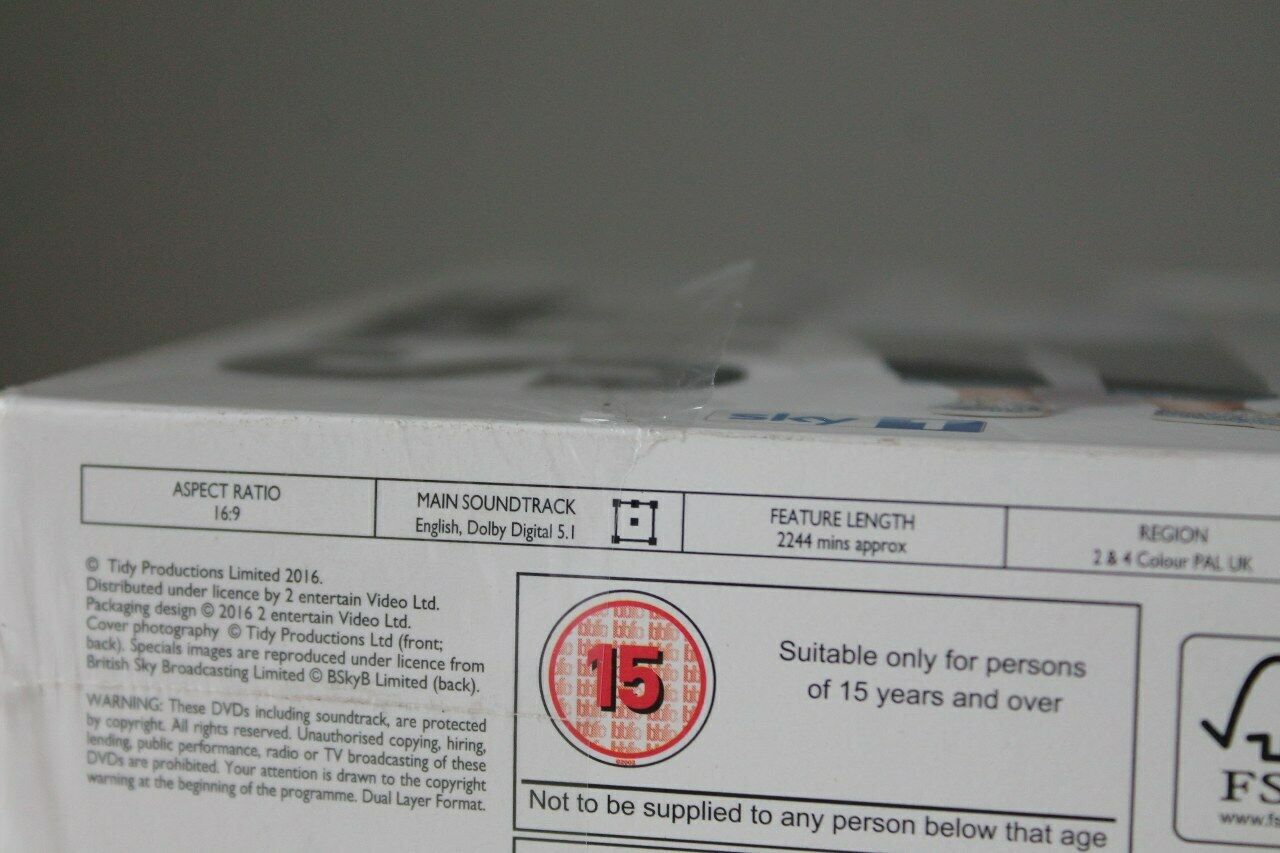 sky 1
ASPECT RATIO
16:9
MAIN SOUNDTRACK
English, Dolby Digital 5.1
FEATURE LENGTH
2244 mins approx
REGION
2 & 4 Colour PAL UK
© Tidy Productions Limited 2016.
Distributed under licence by 2 entertain Video Ltd.
Packaging design © 2016 2 entertain Video Ltd.
Cover photography © Tidy Productions Ltd (front;
back). Specials images are reproduced under licence from
British Sky Broadcasting Limited © BSkyB Limited (back).
WARNING: These DVDs including soundtrack, are protected
by copyright. All rights reserved. Unauthorised copying, hiring,
lending, public performance, radio or TV broadcasting of these
DVDs are prohibited. Your attention is drawn to the copyright
warning at the beginning of the programme. Dual Layer Format.
15
Suitable only for persons
of 15 years and over
Not to be supplied to any person below that age
FS
www.fs